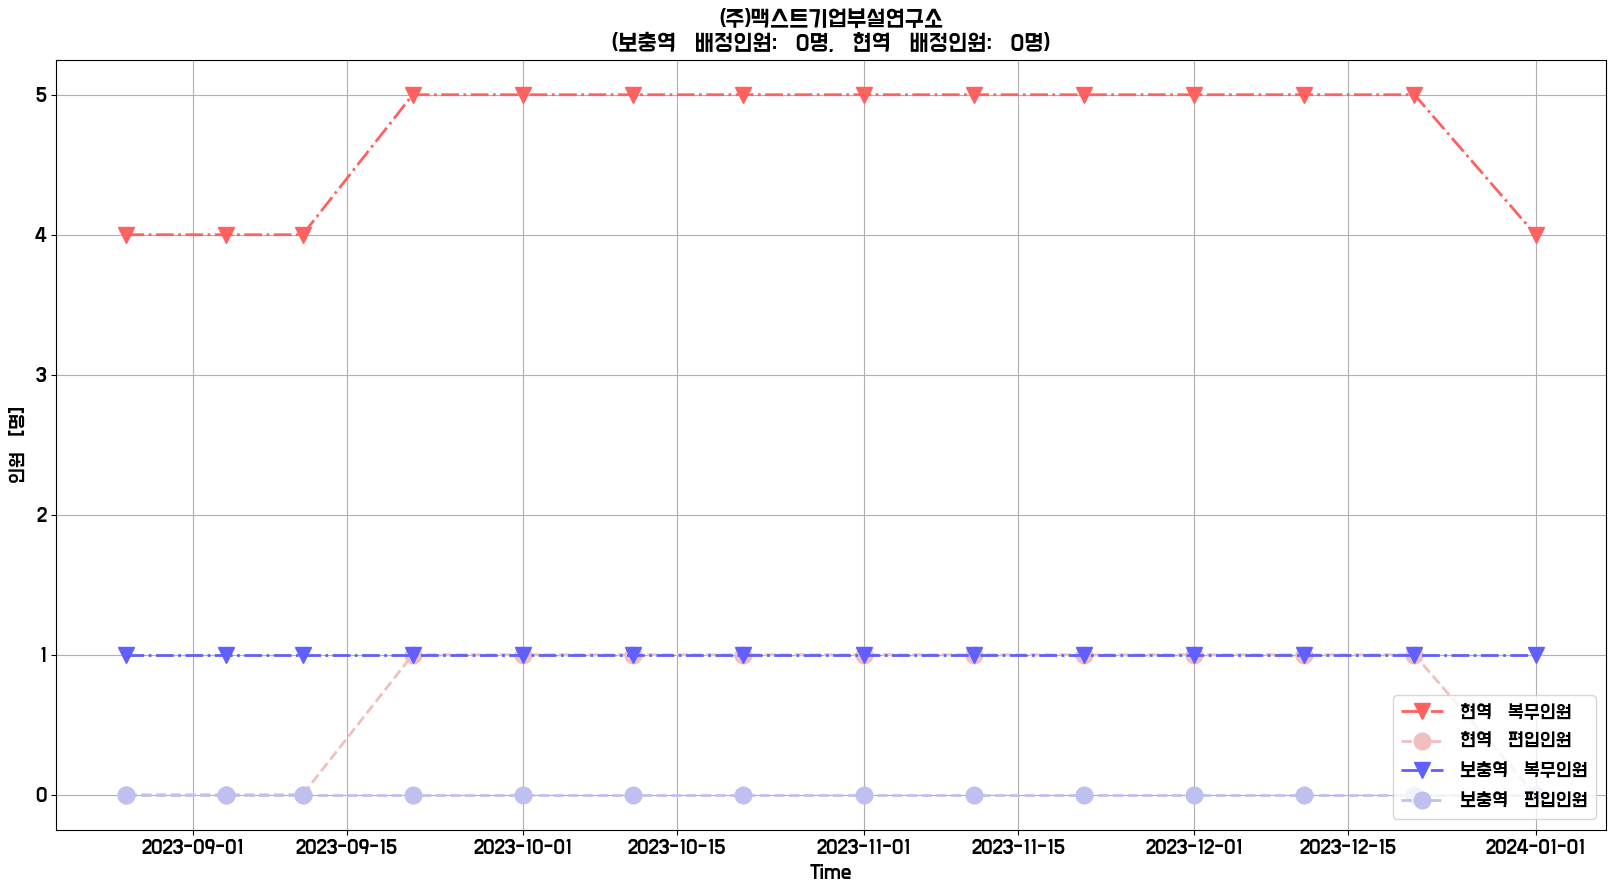 (주)맥스트기업부설연구소
(보충역 배정인원: 0명, 현역 배정인원: 0명)
인원 [명]
5
4
3
2
1
0
현역 복무인원
현역 편입인원
보충역 복무인원
보충역 편입인원
2023-09-01 2023-09-15 2023-10-01 2023-10-15 2023-11-01 2023-11-15 2023-12-01 2023-12-15 2024-01-01
Time